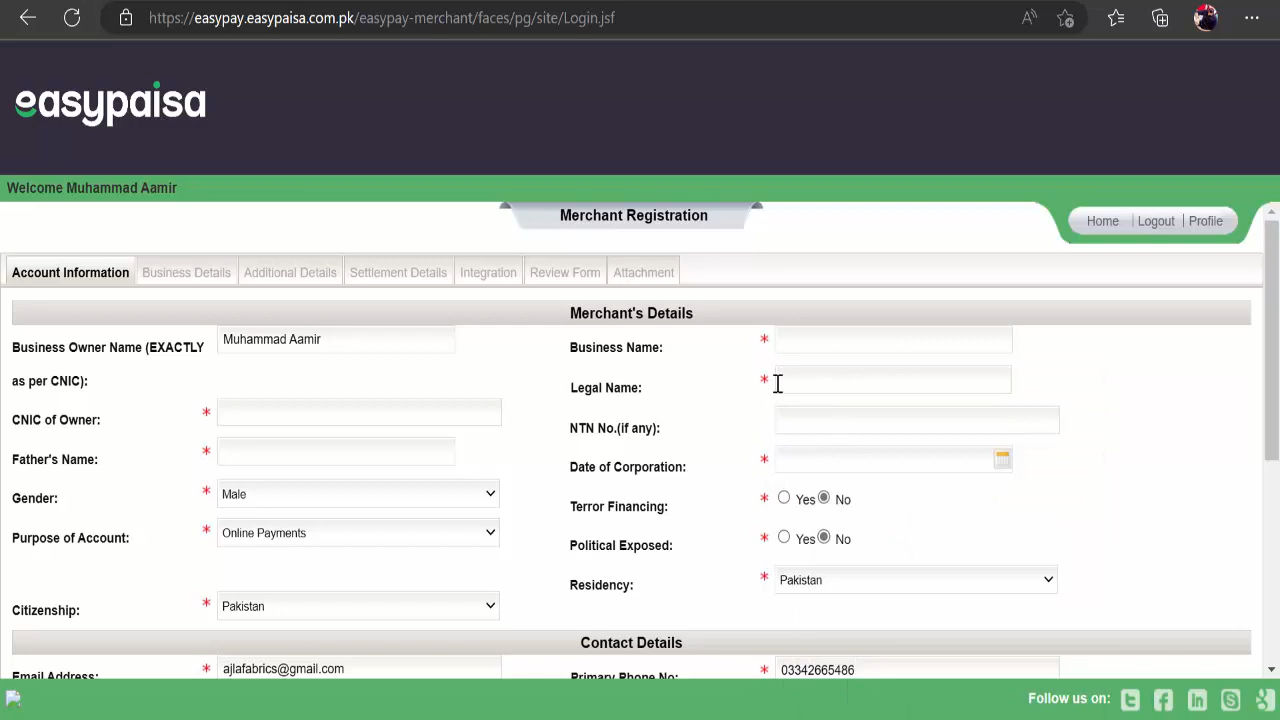 https://easypay.easypaisa.com.pk/easypay-merchant/faces/pg/site/Login.jsf
easypaisa
Welcome Muhammad Aamir
Merchant Registration
Home | Logout | Profile
Account Information Business Details Additional Details Settlement Details Integration Review Form Attachment
Merchant's Details
Business Owner Name (EXACTLY
as per CNIC):
Muhammad Aamir
* Business Name:
* Legal Name:
CNIC of Owner: *
NTN No.(if any):
Father's Name: *
Date of Corporation: *
Gender: * Male
Terror Financing: * Yes No
Purpose of Account: * Online Payments
Political Exposed: * Yes No
Residency: * Pakistan
Citizenship: * Pakistan
Contact Details
Email Address: * ajlafabrics@gmail.com
Primary Phone No: * 03342665486
Follow us on: